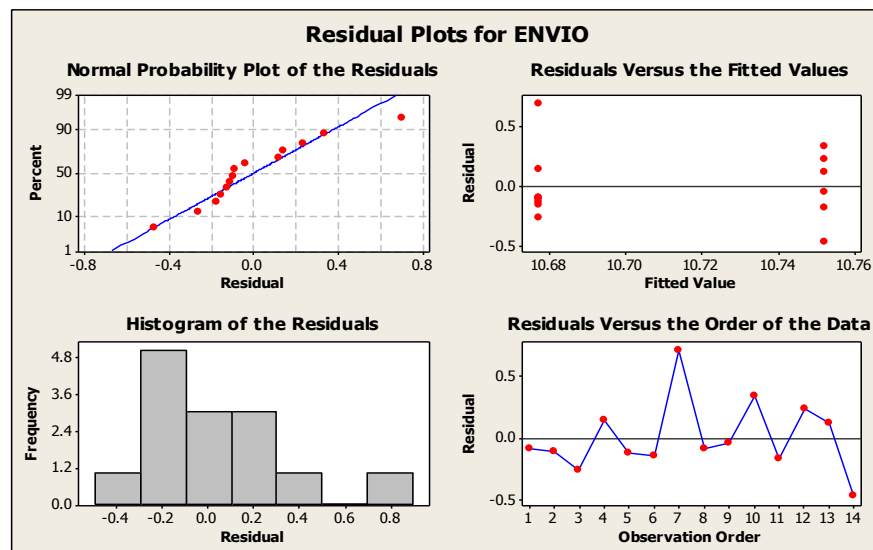 Residual Plots for ENVIO
Normal Probability Plot of the Residuals
99
90
50
10
1
Percent
-0.8 -0.4 0.0 0.4 0.8
Residual
Residuals Versus the Fitted Values
0.5
0.0
-0.5
Residual
10.68 10.70 10.72 10.74 10.76
Fitted Value
Histogram of the Residuals
4.8
3.6
2.4
1.2
0.0
Frequency
-0.4 -0.2 0.0 0.2 0.4 0.6 0.8
Residual
Residuals Versus the Order of the Data
0.5
0.0
-0.5
Residual
1 2 3 4 5 6 7 8 9 10 11 12 13 14
Observation Order